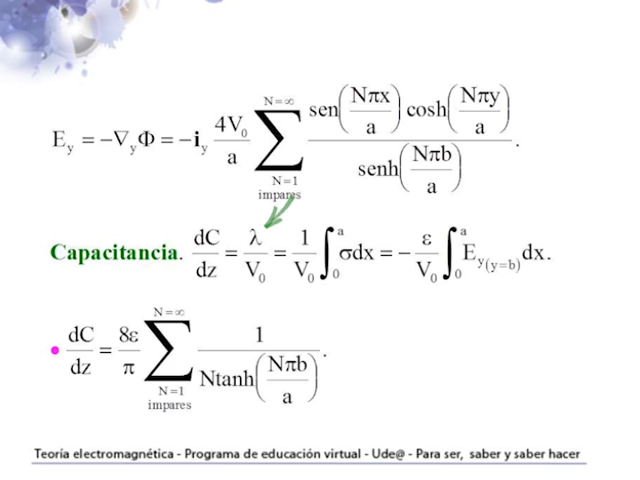 E_y = −∇_yΦ = −i_y (4V_0/a) Σ_{N=1 impares}^{N=∞} sen(Nπx/a) cosh(Nπy/a) / senh(Nπb/a).
Capacitancia. dC/dz = λ/V_0 = (1/V_0) ∫_0^a σdx = −(ε/V_0) ∫_0^a E_{y(y=b)}dx.
• dC/dz = (8ε/π) Σ_{N=1 impares}^{N=∞} 1 / (Ntanh(Nπb/a)).
Teoría electromagnética - Programa de educación virtual - Ude@ - Para ser, saber y saber hacer